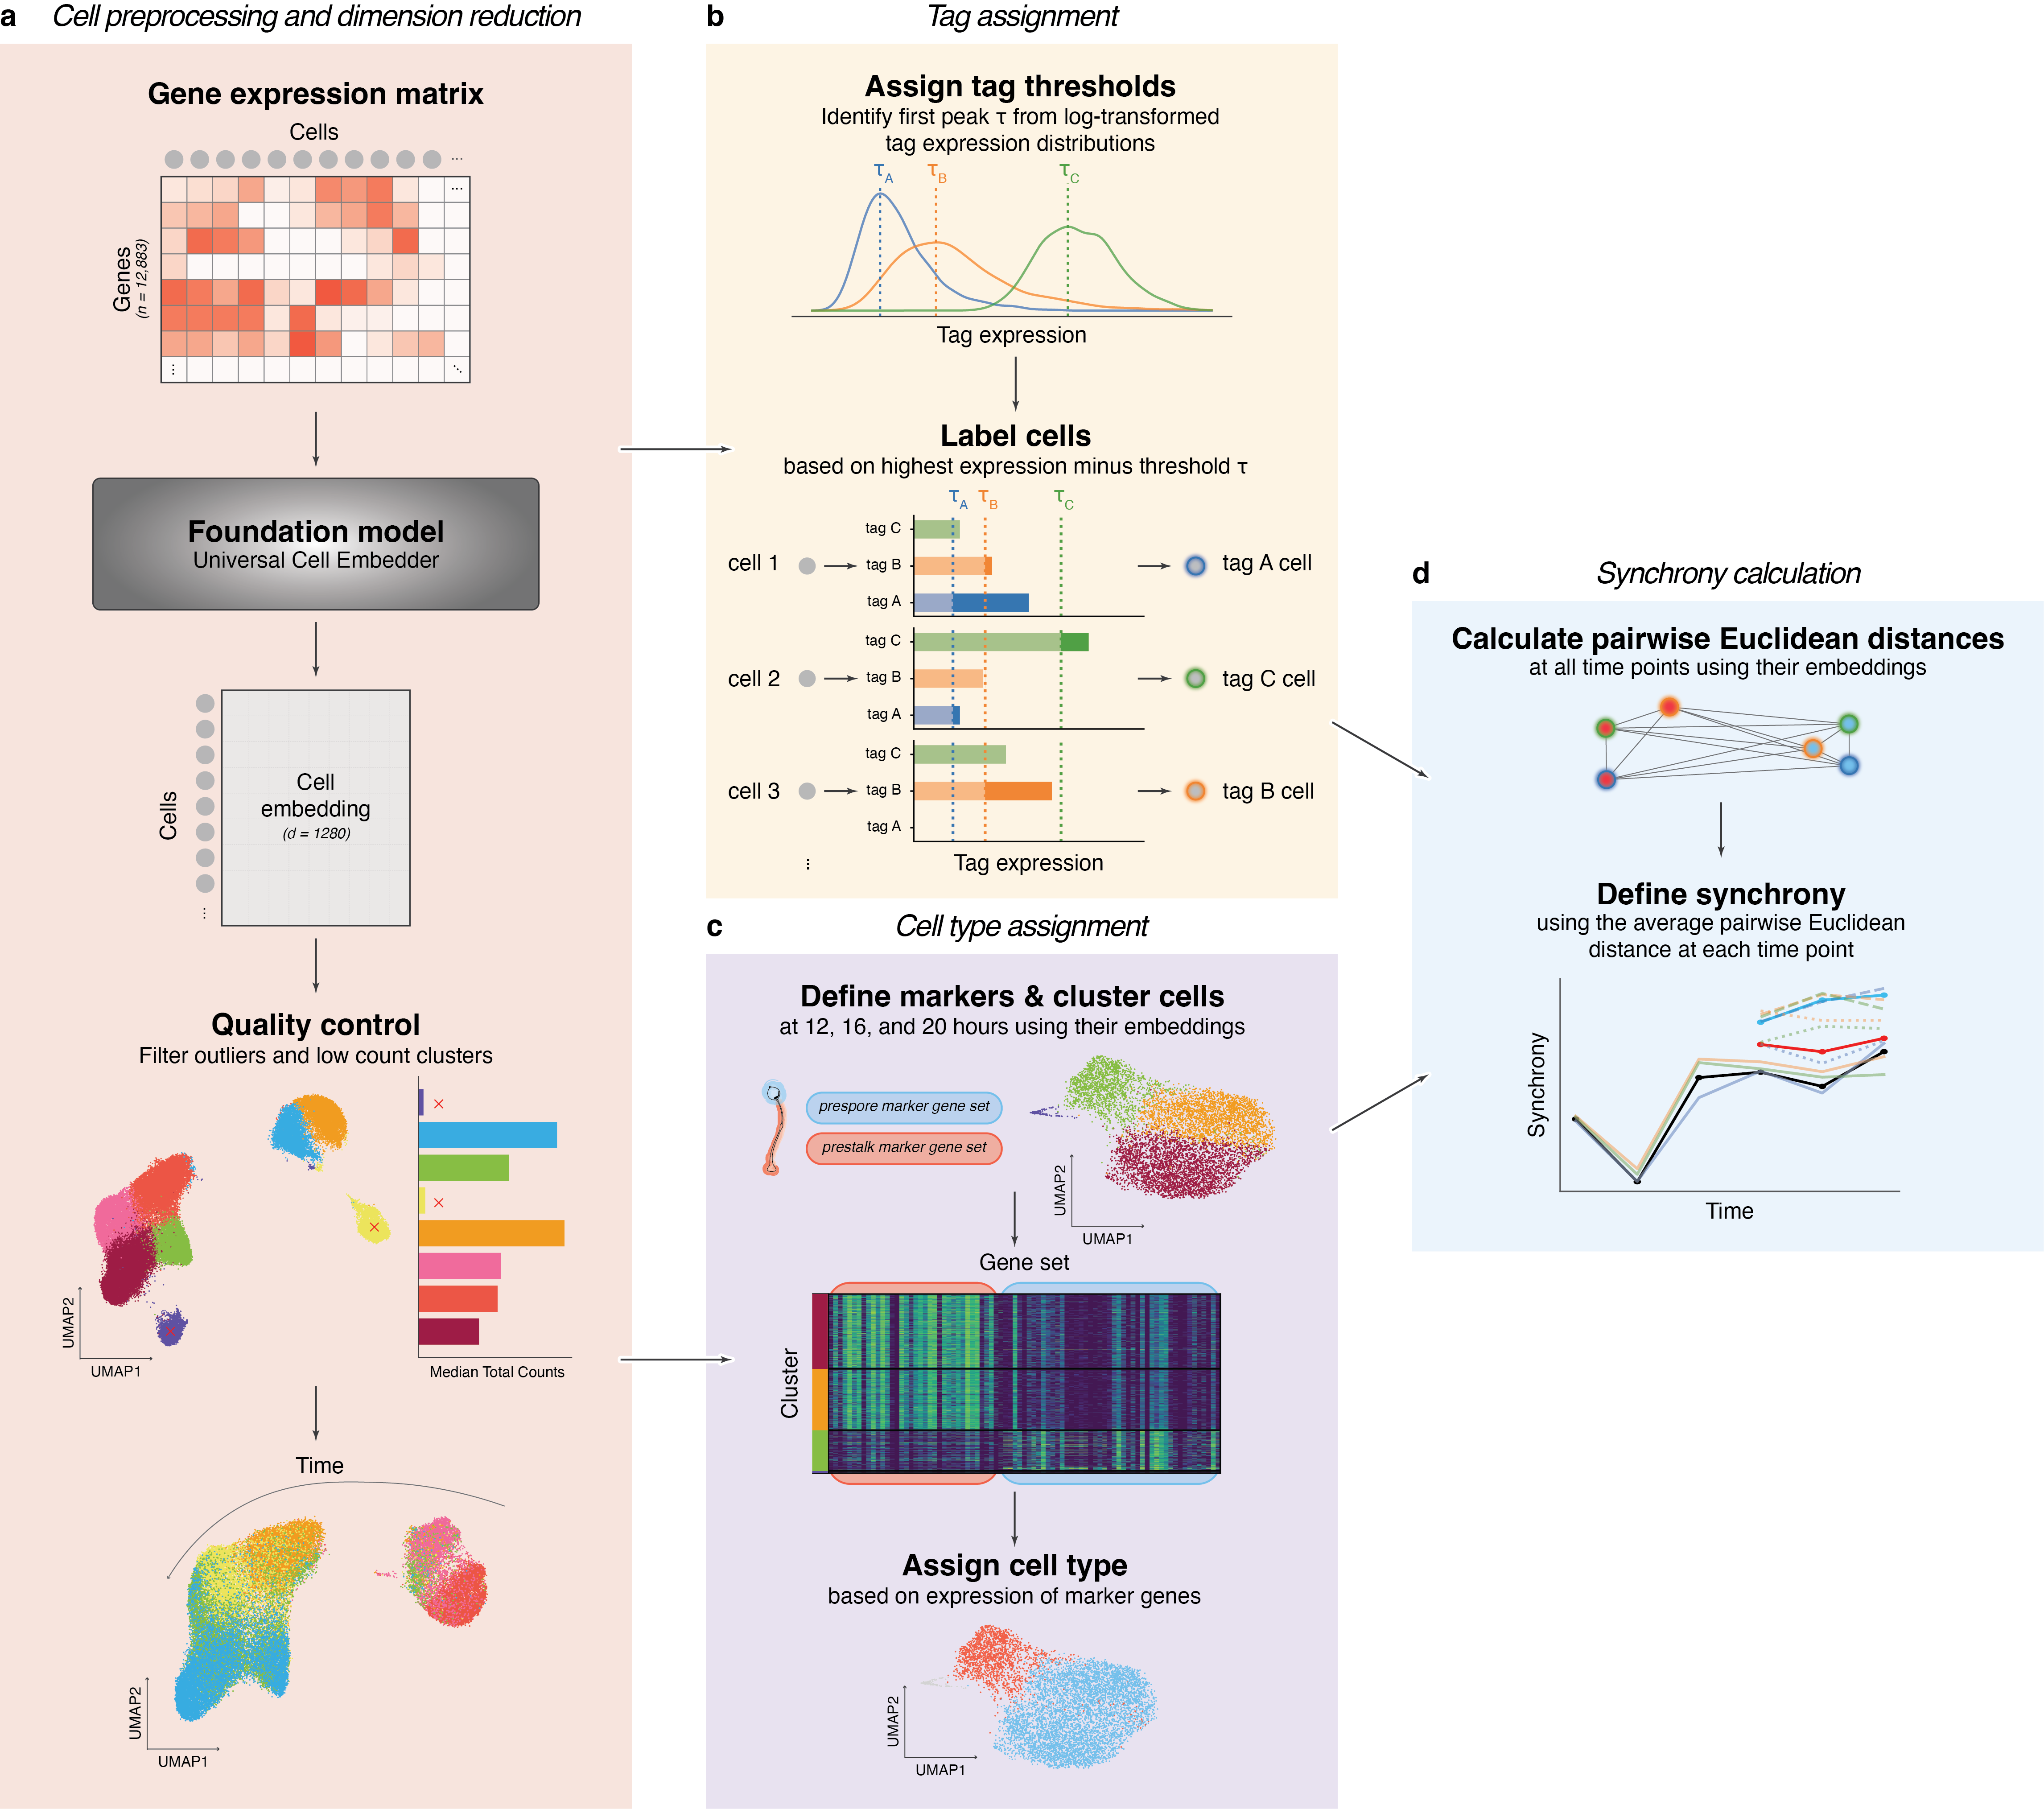 a Cell preprocessing and dimension reduction
Gene expression matrix
Cells
...
Genes
(n = 12,883)
...
⋮
⋱
Foundation model
Universal Cell Embedder
Cells
⋮
Cell
embedding
(d = 1280)
Quality control
Filter outliers and low count clusters
UMAP2
UMAP1
Median Total Counts
Time
UMAP2
UMAP1
b Tag assignment
Assign tag thresholds
Identify first peak τ from log-transformed
tag expression distributions
τA τB τC
Tag expression
Label cells
based on highest expression minus threshold τ
τA τB τC
cell 1
tag C
tag B
tag A
tag A cell
cell 2
tag C
tag B
tag A
tag C cell
cell 3
tag C
tag B
tag A
tag B cell
⋮
Tag expression
c Cell type assignment
Define markers & cluster cells
at 12, 16, and 20 hours using their embeddings
prespore marker gene set
prestalk marker gene set
UMAP2
UMAP1
Gene set
Cluster
Assign cell type
based on expression of marker genes
UMAP2
UMAP1
d Synchrony calculation
Calculate pairwise Euclidean distances
at all time points using their embeddings
Define synchrony
using the average pairwise Euclidean
distance at each time point
Synchrony
Time